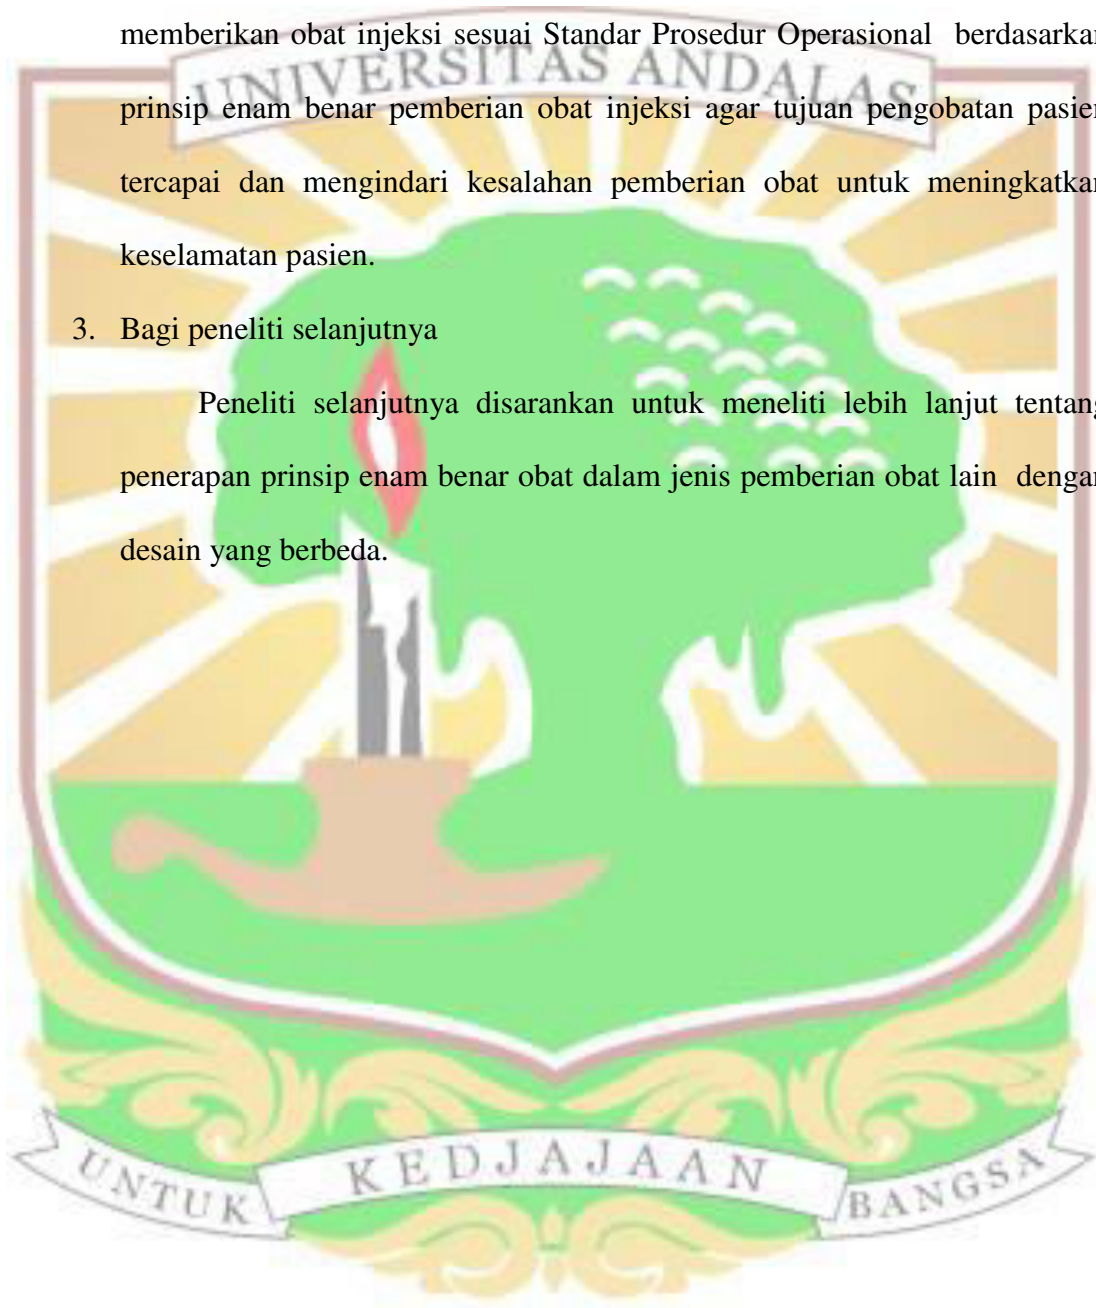 memberikan obat injeksi sesuai Standar Prosedur Operasional berdasarkan
UNIVERSITAS ANDALAS
prinsip enam benar pemberian obat injeksi agar tujuan pengobatan pasien
tercapai dan mengindari kesalahan pemberian obat untuk meningkatkan
keselamatan pasien.
3. Bagi peneliti selanjutnya
Peneliti selanjutnya disarankan untuk meneliti lebih lanjut tentang
penerapan prinsip enam benar obat dalam jenis pemberian obat lain dengan
desain yang berbeda.
UNTUK KEDJAJAAN BANGSA